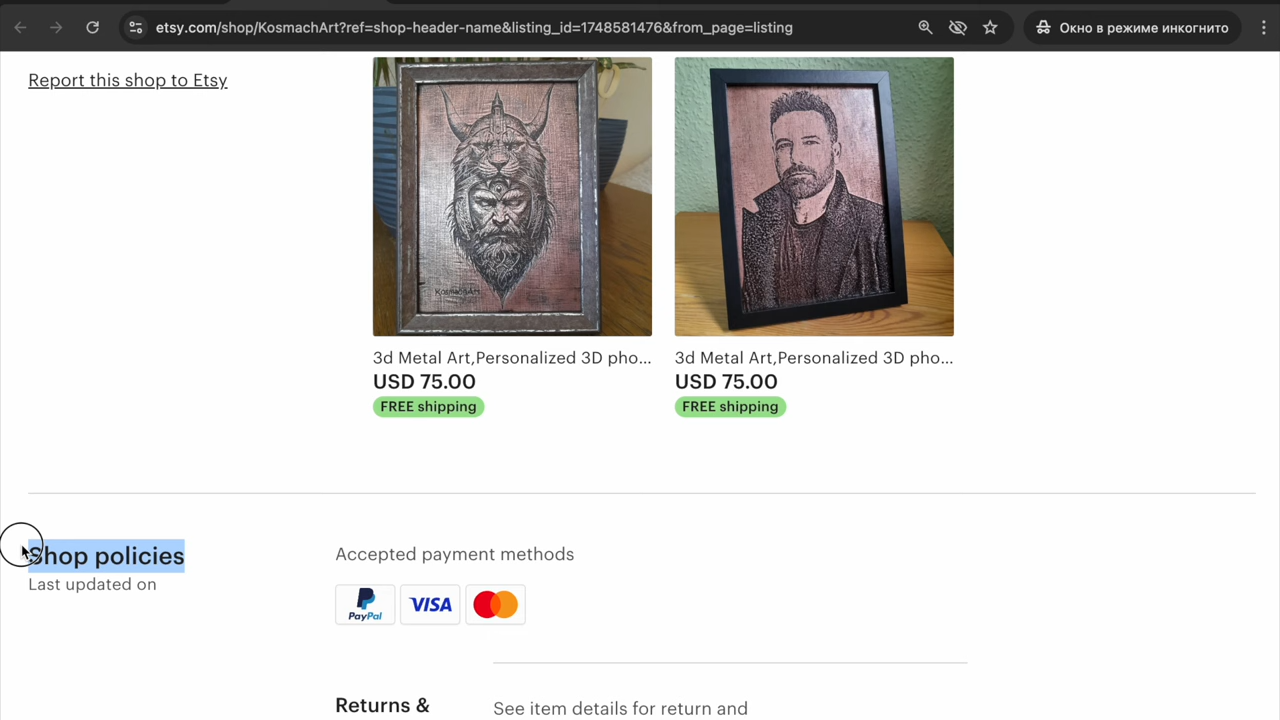 etsy.com/shop/KosmachArt?ref=shop-header-name&listing_id=1748581476&from_page=listing
Окно в режиме инкогнито
Report this shop to Etsy
KosmachArts
3d Metal Art,Personalized 3D pho...
USD 75.00
FREE shipping
3d Metal Art,Personalized 3D pho...
USD 75.00
FREE shipping
Shop policies
Last updated on
Accepted payment methods
PayPal
VISA
Returns &
See item details for return and